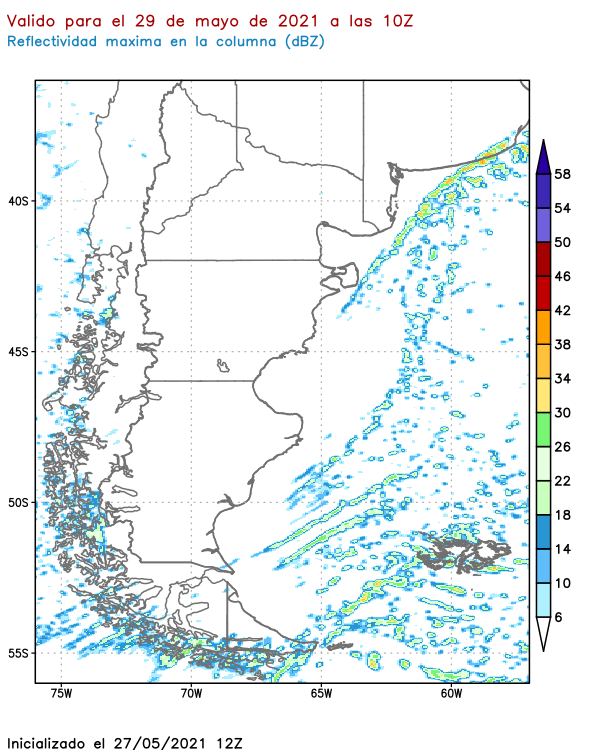 Valido para el 29 de mayo de 2021 a las 10Z
Reflectividad maxima en la columna (dBZ)
40S
45S
50S
55S
75W 70W 65W 60W
58
54
50
46
42
38
34
30
26
22
18
14
10
6
Inicializado el 27/05/2021 12Z